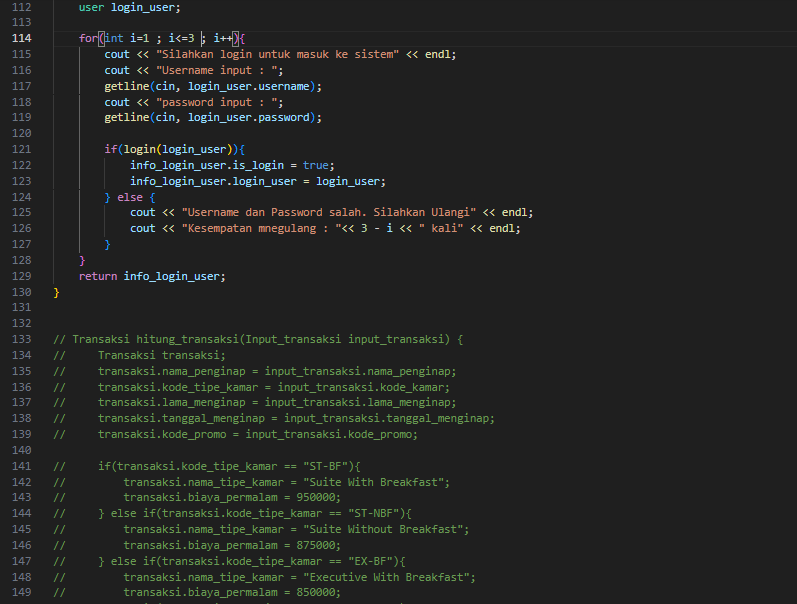 112 user login_user;
113
114 for(int i=1 ; i<=3 ; i++){
115 cout << "Silahkan login untuk masuk ke sistem" << endl;
116 cout << "Username input : ";
117 getline(cin, login_user.username);
118 cout << "password input : ";
119 getline(cin, login_user.password);
120
121 if(login(login_user)){
122 info_login_user.is_login = true;
123 info_login_user.login_user = login_user;
124 } else {
125 cout << "Username dan Password salah. Silahkan Ulangi" << endl;
126 cout << "Kesempatan mnegulang : "<< 3 - i << " kali" << endl;
127 }
128 }
129 return info_login_user;
130 }
131
132
133 // Transaksi hitung_transaksi(Input_transaksi input_transaksi) {
134 // Transaksi transaksi;
135 // transaksi.nama_penginap = input_transaksi.nama_penginap;
136 // transaksi.kode_tipe_kamar = input_transaksi.kode_kamar;
137 // transaksi.lama_menginap = input_transaksi.lama_menginap;
138 // transaksi.tanggal_menginap = input_transaksi.tanggal_menginap;
139 // transaksi.kode_promo = input_transaksi.kode_promo;
140
141 // if(transaksi.kode_tipe_kamar == "ST-BF"){
142 // transaksi.nama_tipe_kamar = "Suite With Breakfast";
143 // transaksi.biaya_permalam = 950000;
144 // } else if(transaksi.kode_tipe_kamar == "ST-NBF"){
145 // transaksi.nama_tipe_kamar = "Suite Without Breakfast";
146 // transaksi.biaya_permalam = 875000;
147 // } else if(transaksi.kode_tipe_kamar == "EX-BF"){
148 // transaksi.nama_tipe_kamar = "Executive With Breakfast";
149 // transaksi.biaya_permalam = 850000;